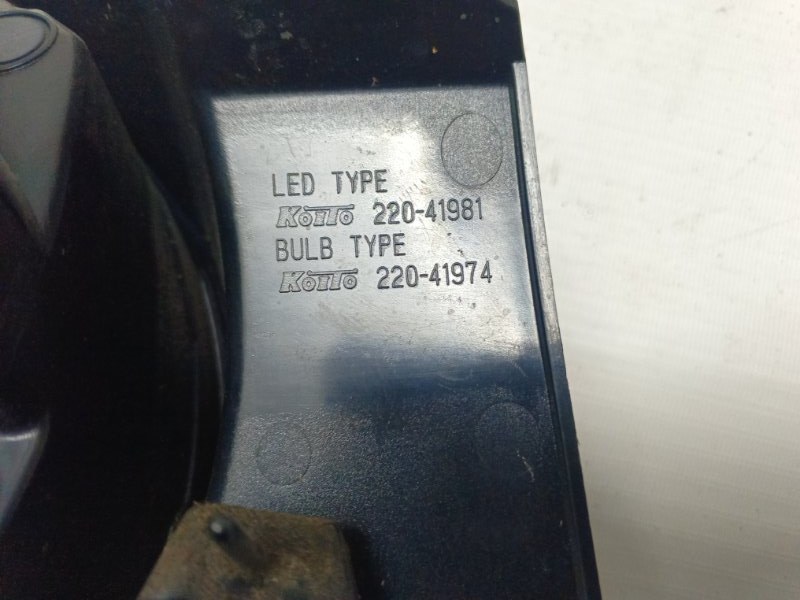 LED TYPE
KOITO 220-41981
BULB TYPE
KOITO 220-41974